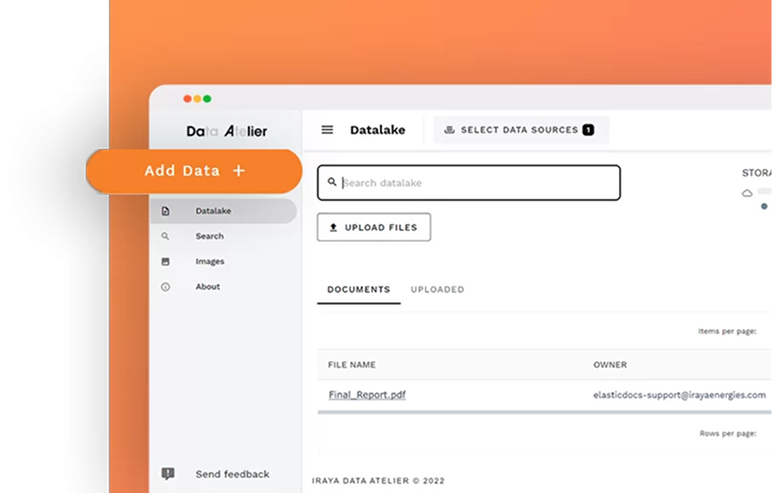 Data Atelier
Datalake
SELECT DATA SOURCES 1
Add Data +
Search datalake
STORA
UPLOAD FILES
Datalake
Search
Images
About
DOCUMENTS UPLOADED
Items per page:
FILE NAME OWNER
Final_Report.pdf elasticdocs-support@irayaenergies.com
Rows per page:
Send feedback
IRAYA DATA ATELIER © 2022